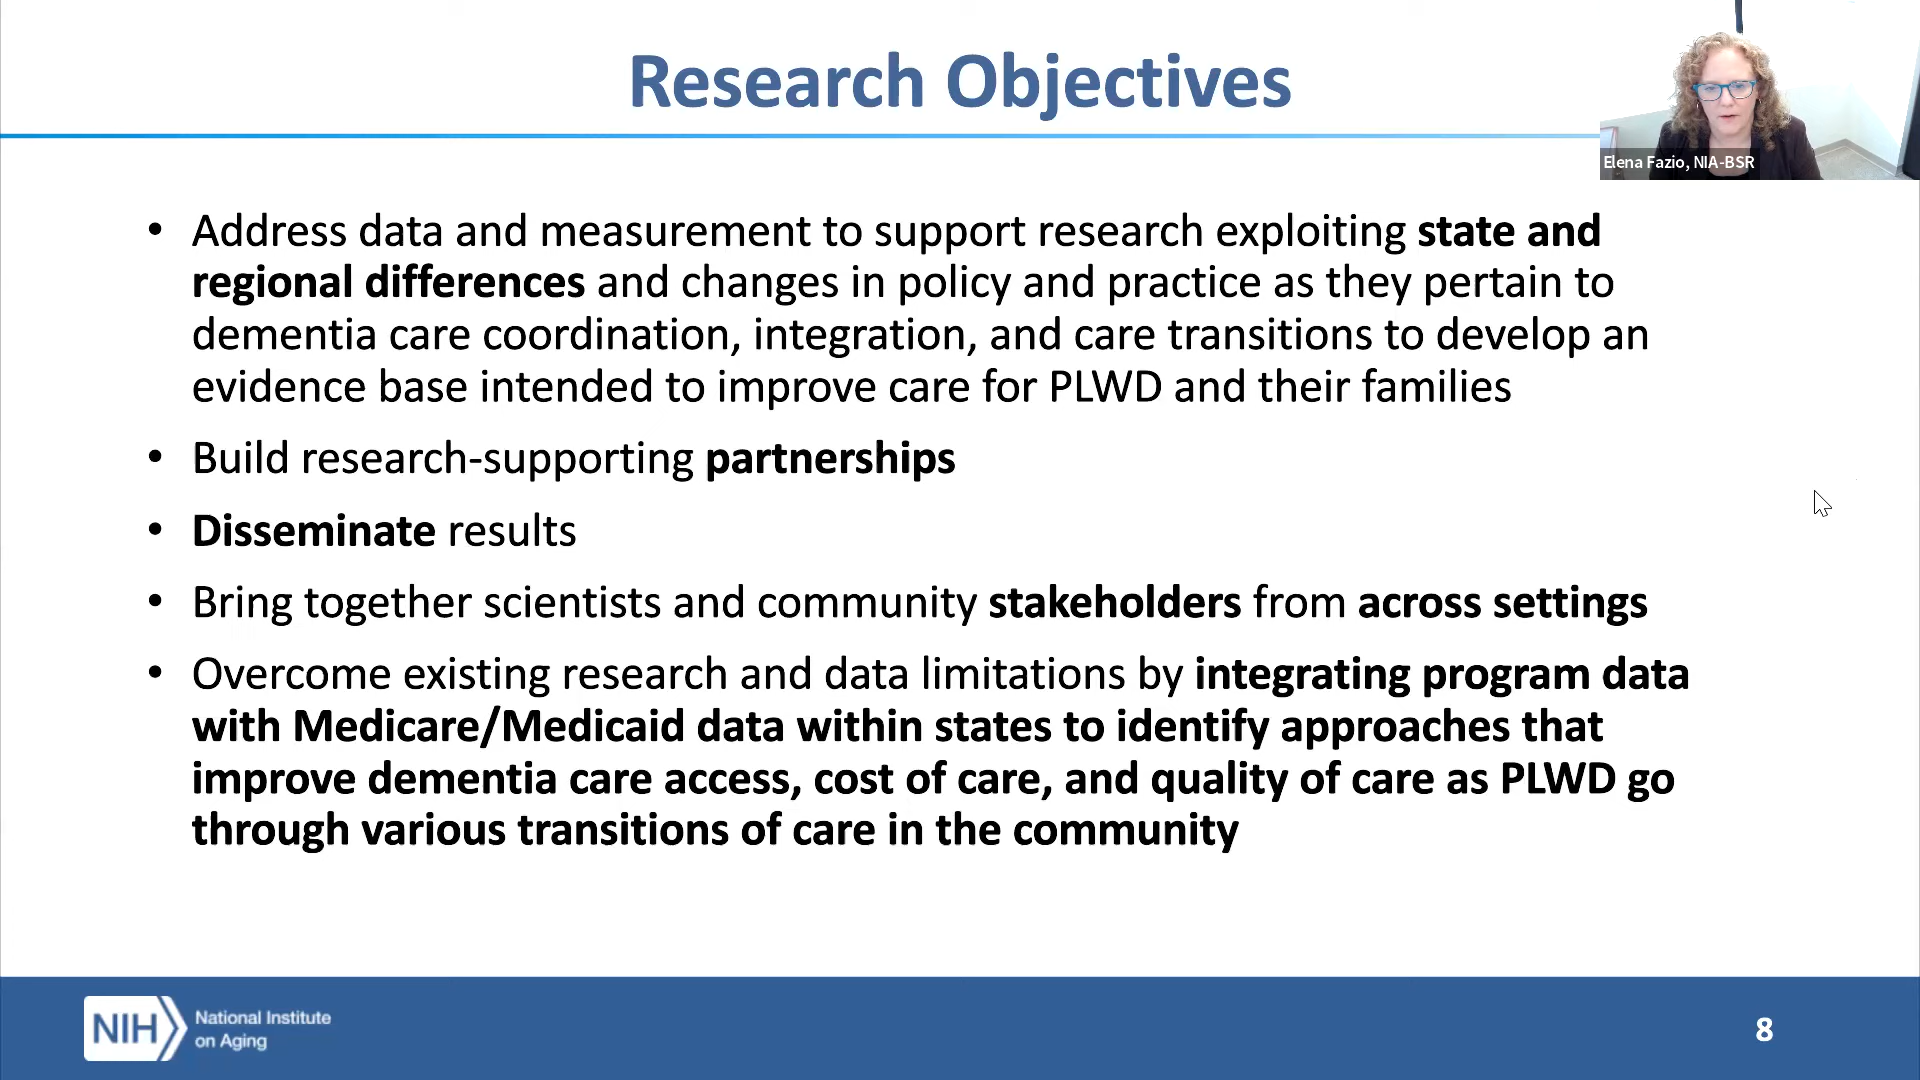 Research Objectives
Elena Fazio, NIA-BSR
• Address data and measurement to support research exploiting state and
regional differences and changes in policy and practice as they pertain to
dementia care coordination, integration, and care transitions to develop an
evidence base intended to improve care for PLWD and their families
• Build research-supporting partnerships
• Disseminate results
• Bring together scientists and community stakeholders from across settings
• Overcome existing research and data limitations by integrating program data
with Medicare/Medicaid data within states to identify approaches that
improve dementia care access, cost of care, and quality of care as PLWD go
through various transitions of care in the community
NIH
National Institute
on Aging
8